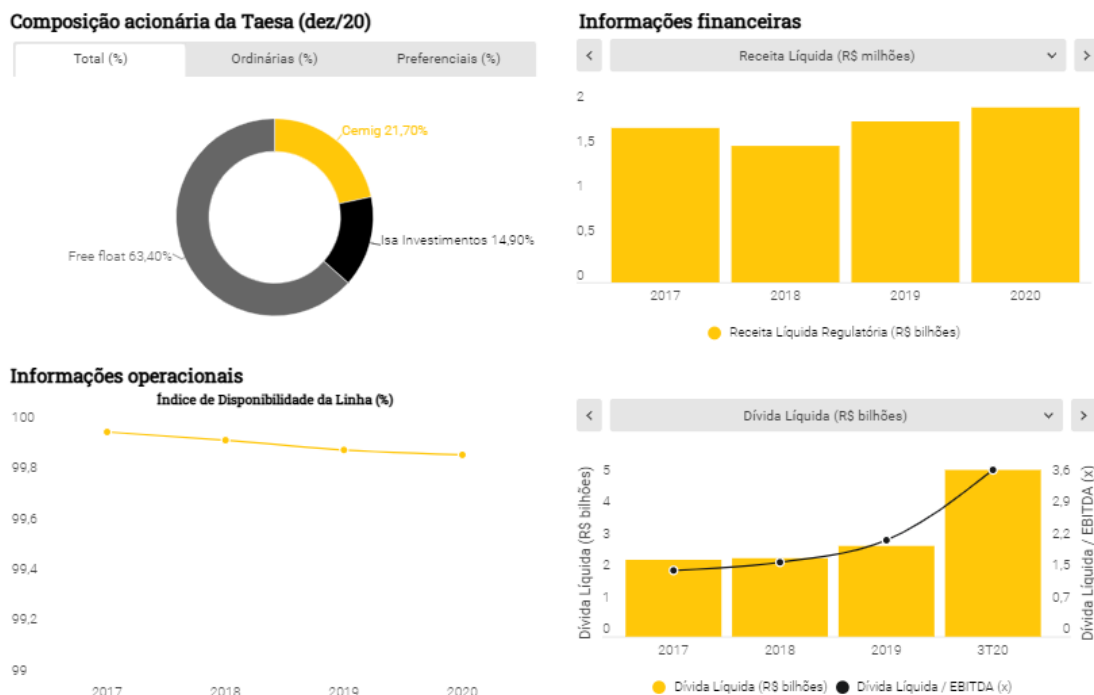 Composição acionária da Taesa (dez/20)
Total (%) Ordinárias (%) Preferenciais (%)
Cemig 21,70%
Isa Investimentos 14,90%
Free float 63,40%
Informações financeiras
< Receita Líquida (R$ milhões) >
2
1,5
1
0,5
0
2017 2018 2019 2020
Receita Líquida Regulatória (R$ bilhões)
Informações operacionais
Índice de Disponibilidade da Linha (%)
100
99,8
99,6
99,4
99,2
99
2017 2018 2019 2020
< Dívida Líquida (R$ bilhões) >
Dívida Líquida (R$ bilhões)
5 3,6
4 2,9
3 2,2
2 1,5
1 0,7
0 0
Dívida Líquida / EBITDA (x)
2017 2018 2019 3T20
Dívida Líquida (R$ bilhões) Dívida Líquida / EBITDA (x)